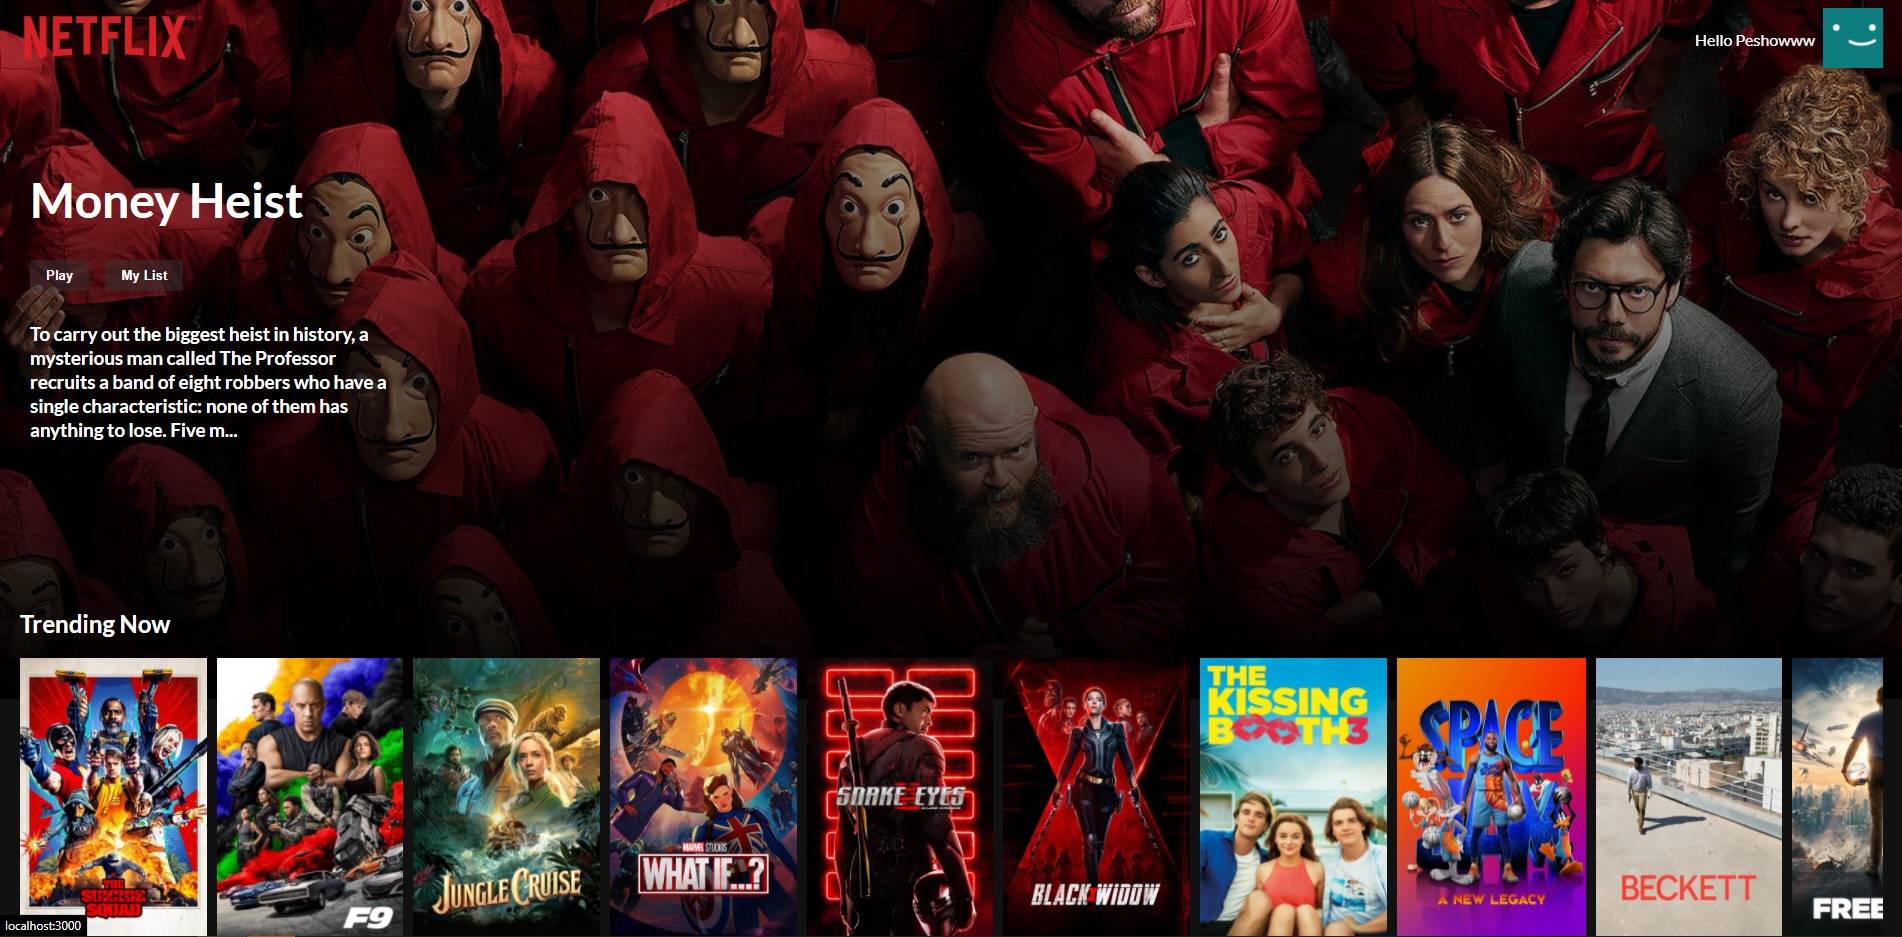 NETFLIX
Hello Peshowww
Money Heist
Play
My List
To carry out the biggest heist in history, a
mysterious man called The Professor
recruits a band of eight robbers who have a
single characteristic: none of them has
anything to lose. Five m...
Trending Now
THE
SUICIDE
SQUAD
F9
JUNGLE CRUISE
MARVEL STUDIOS
WHAT IF...?
SNAKE EYES
BLACK WIDOW
THE
KISSING
BOOTH 3
SPACE
JAM
A NEW LEGACY
BECKETT
FREE
localhost:3000